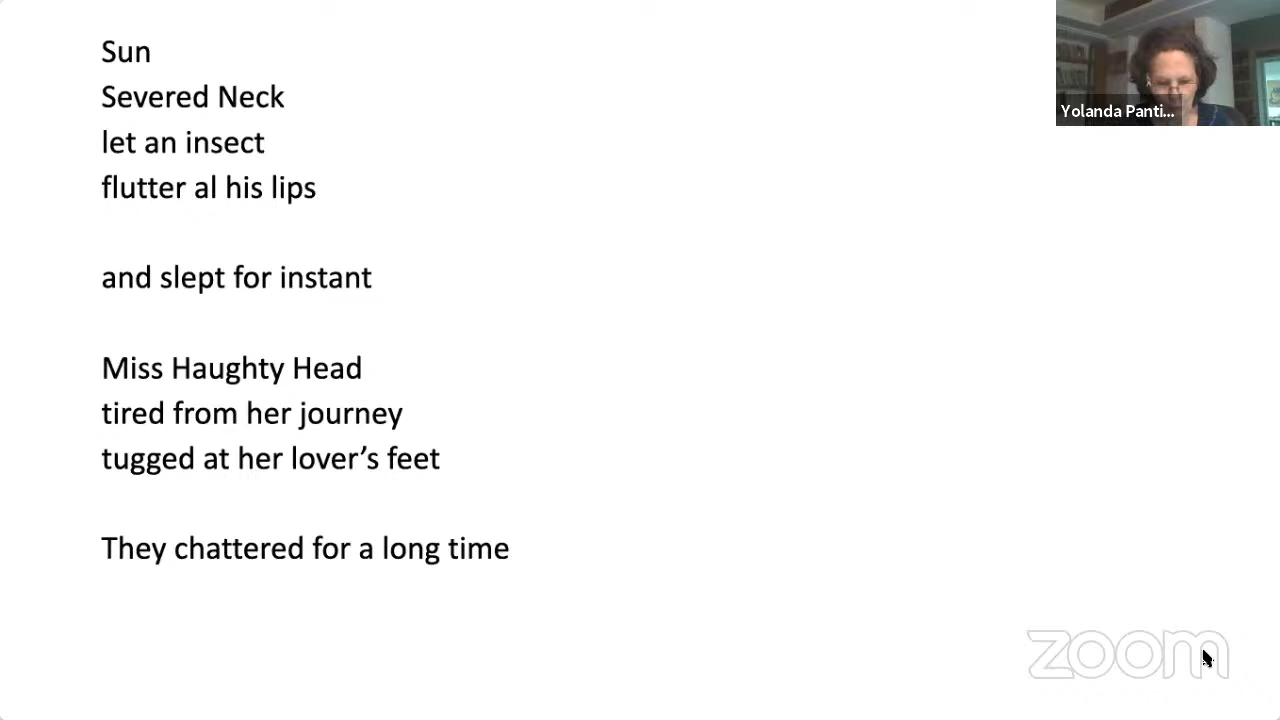 Sun
Severed Neck
let an insect
flutter al his lips
and slept for instant
Miss Haughty Head
tired from her journey
tugged at her lover’s feet
They chattered for a long time
Yolanda Panti...
zoom